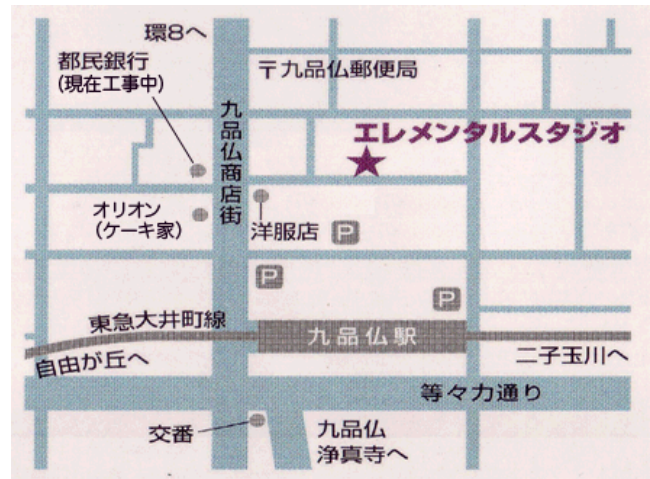 環8へ
都民銀行
(現在工事中)
〒九品仏郵便局
九品仏商店街
エレメンタルスタジオ
オリオン
(ケーキ家)
洋服店
P
P
P
東急大井町線
九品仏駅
自由が丘へ
二子玉川へ
等々力通り
交番
九品仏
浄真寺へ